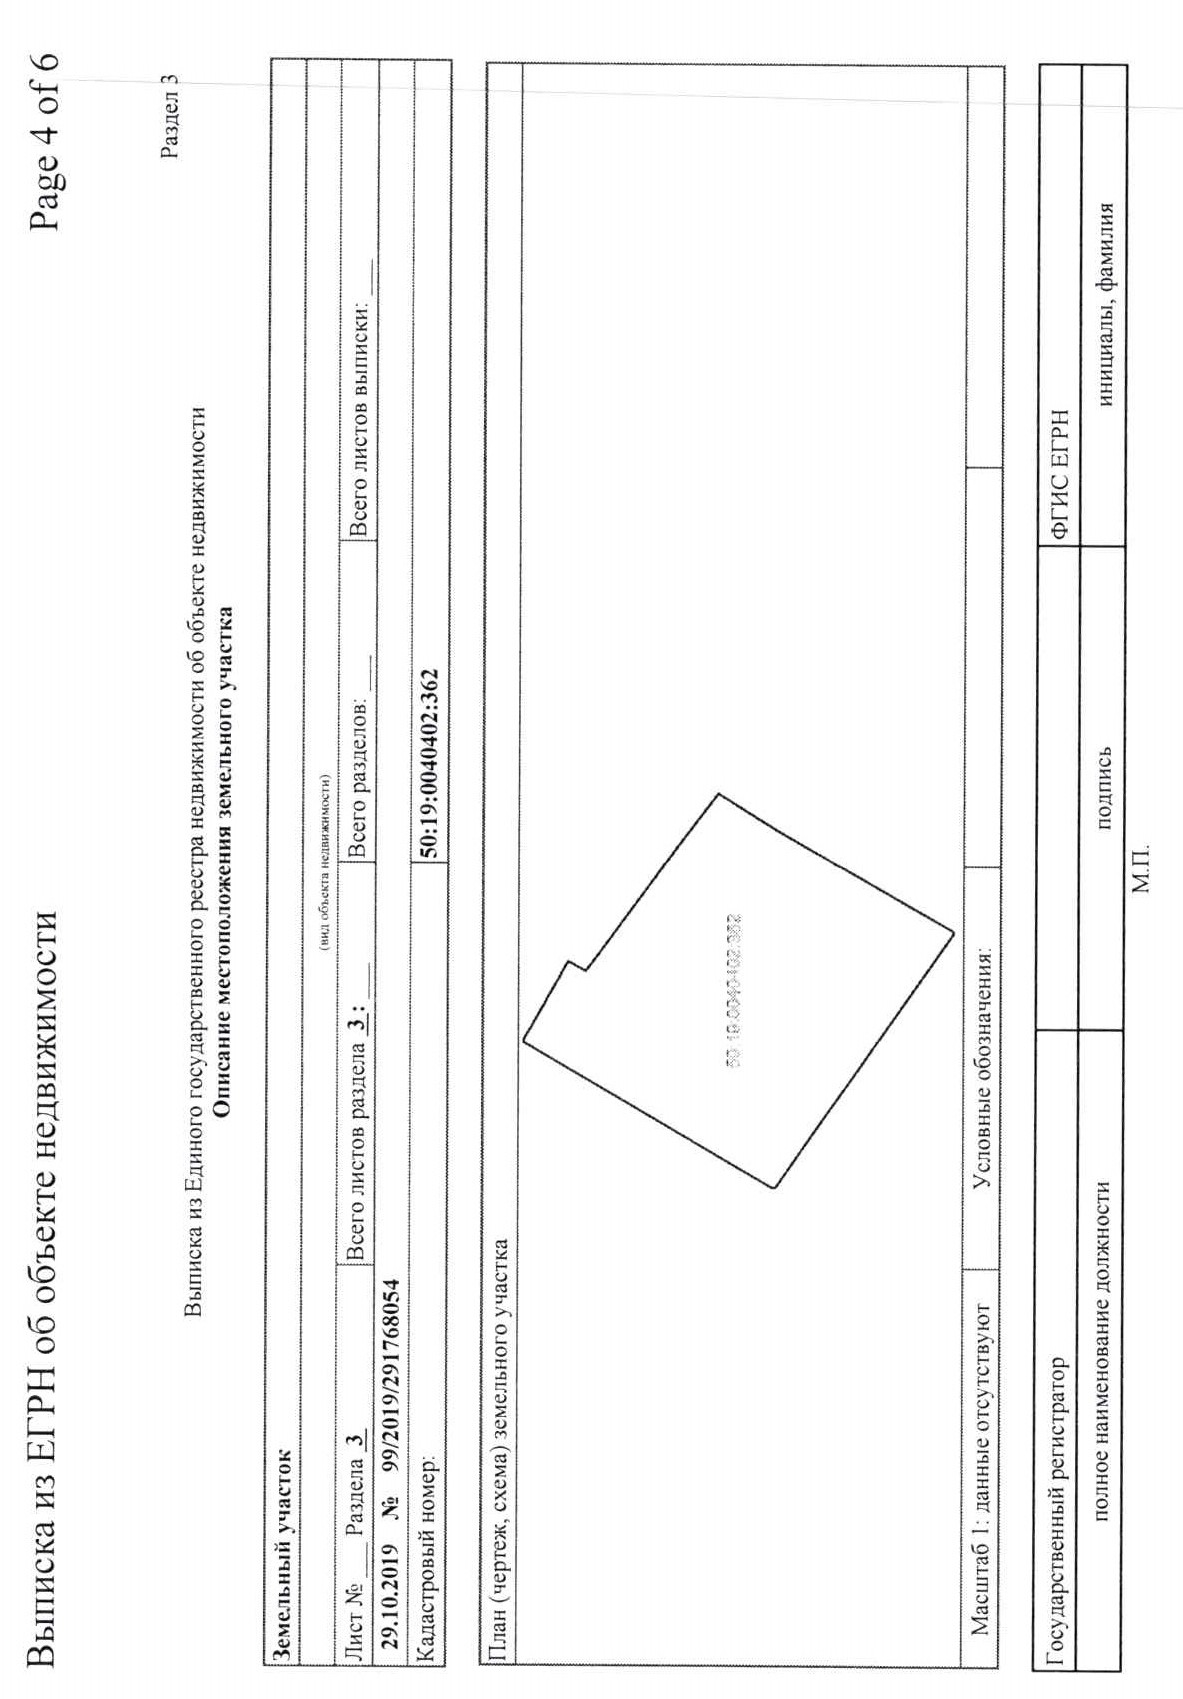 Выписка из ЕГРН об объекте недвижимости Page 4 of 6
Раздел 3
Выписка из Единого государственного реестра недвижимости об объекте недвижимости
Описание местоположения земельного участка
Земельный участок
(вид объекта недвижимости)
Лист № ___ Раздела 3 Всего листов раздела 3 : ___ Всего разделов: ___ Всего листов выписки: ___
29.10.2019 № 99/2019/291768054
Кадастровый номер: 50:19:0040402:362
План (чертеж, схема) земельного участка
50:19:0040402:362
Масштаб 1: данные отсутствуют Условные обозначения:
Государственный регистратор ФГИС ЕГРН
полное наименование должности подпись инициалы, фамилия
М.П.